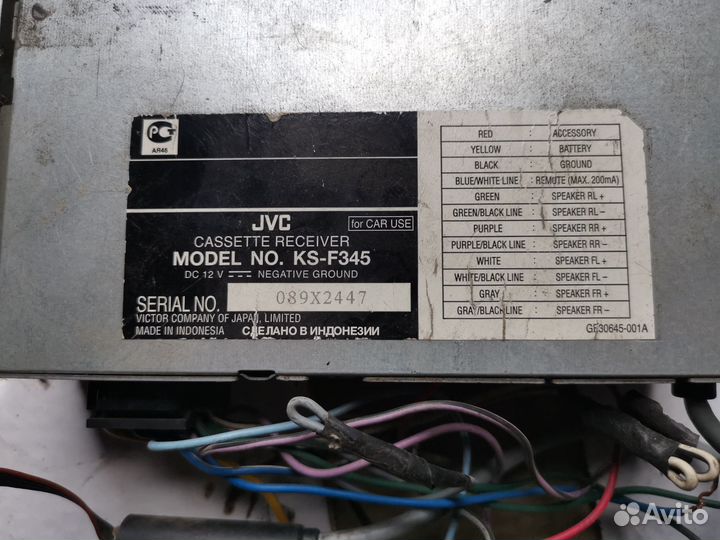 PG
AR46
JVC
for CAR USE
CASSETTE RECEIVER
MODEL NO. KS-F345
DC 12 V NEGATIVE GROUND
SERIAL NO. 089X2447
VICTOR COMPANY OF JAPAN, LIMITED
MADE IN INDONESIA СДЕЛАНО В ИНДОНЕЗИИ
RED : ACCESSORY
YELLOW : BATTERY
BLACK : GROUND
BLUE/WHITE LINE : REMOTE (MAX. 200mA)
GREEN : SPEAKER RL +
GREEN/BLACK LINE : SPEAKER RL –
PURPLE : SPEAKER RR +
PURPLE/BLACK LINE : SPEAKER RR –
WHITE : SPEAKER FL +
WHITE/BLACK LINE : SPEAKER FL –
GRAY : SPEAKER FR +
GRAY/BLACK LINE : SPEAKER FR –
GE30645-001A
Avito